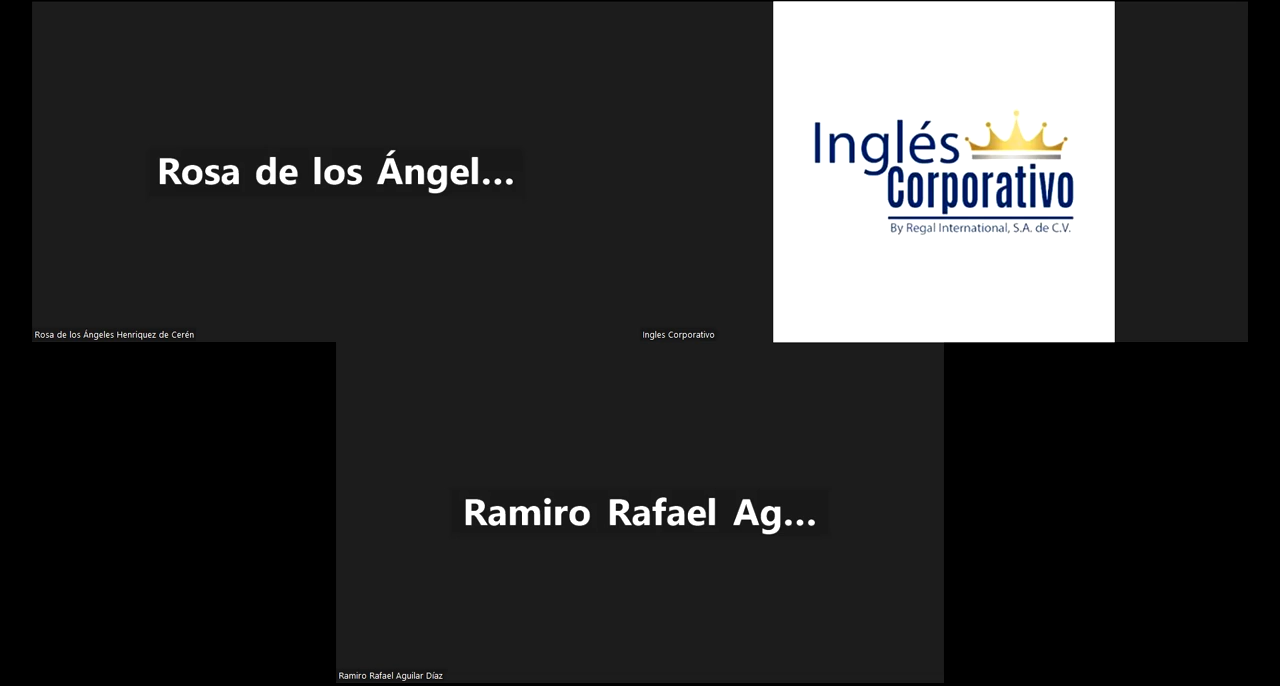 Rosa de los Ángel...
Rosa de los Ángeles Henriquez de Cerén
Inglés
Corporativo
By Regal International, S.A. de C.V.
Ingles Corporativo
Ramiro Rafael Ag...
Ramiro Rafael Aguilar Díaz